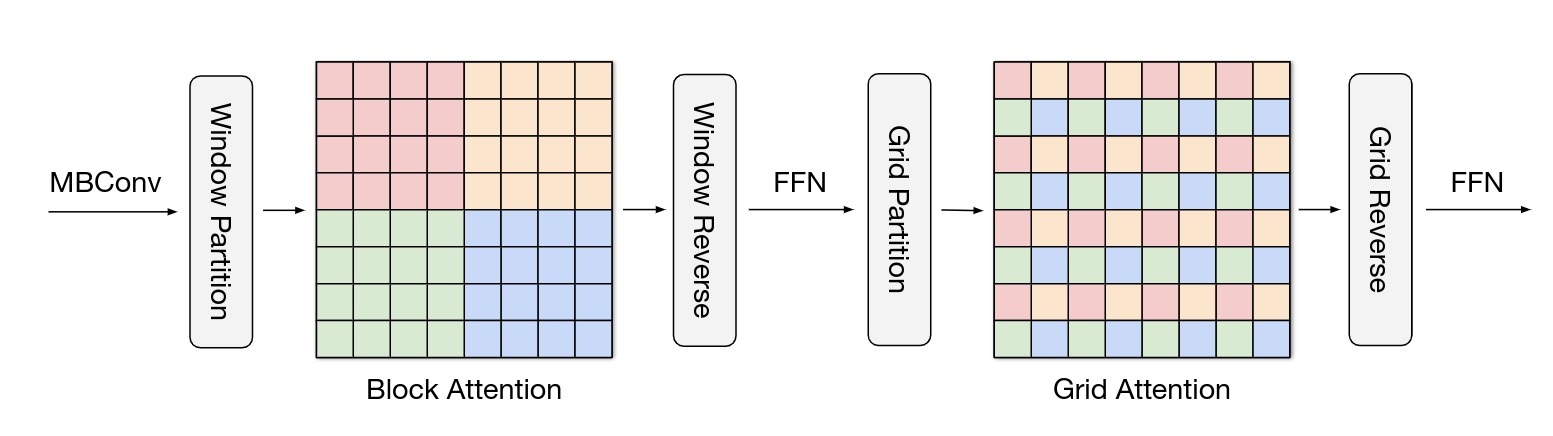 MBConv
Window Partition
Block Attention
Window Reverse
FFN
Grid Partition
Grid Attention
Grid Reverse
FFN